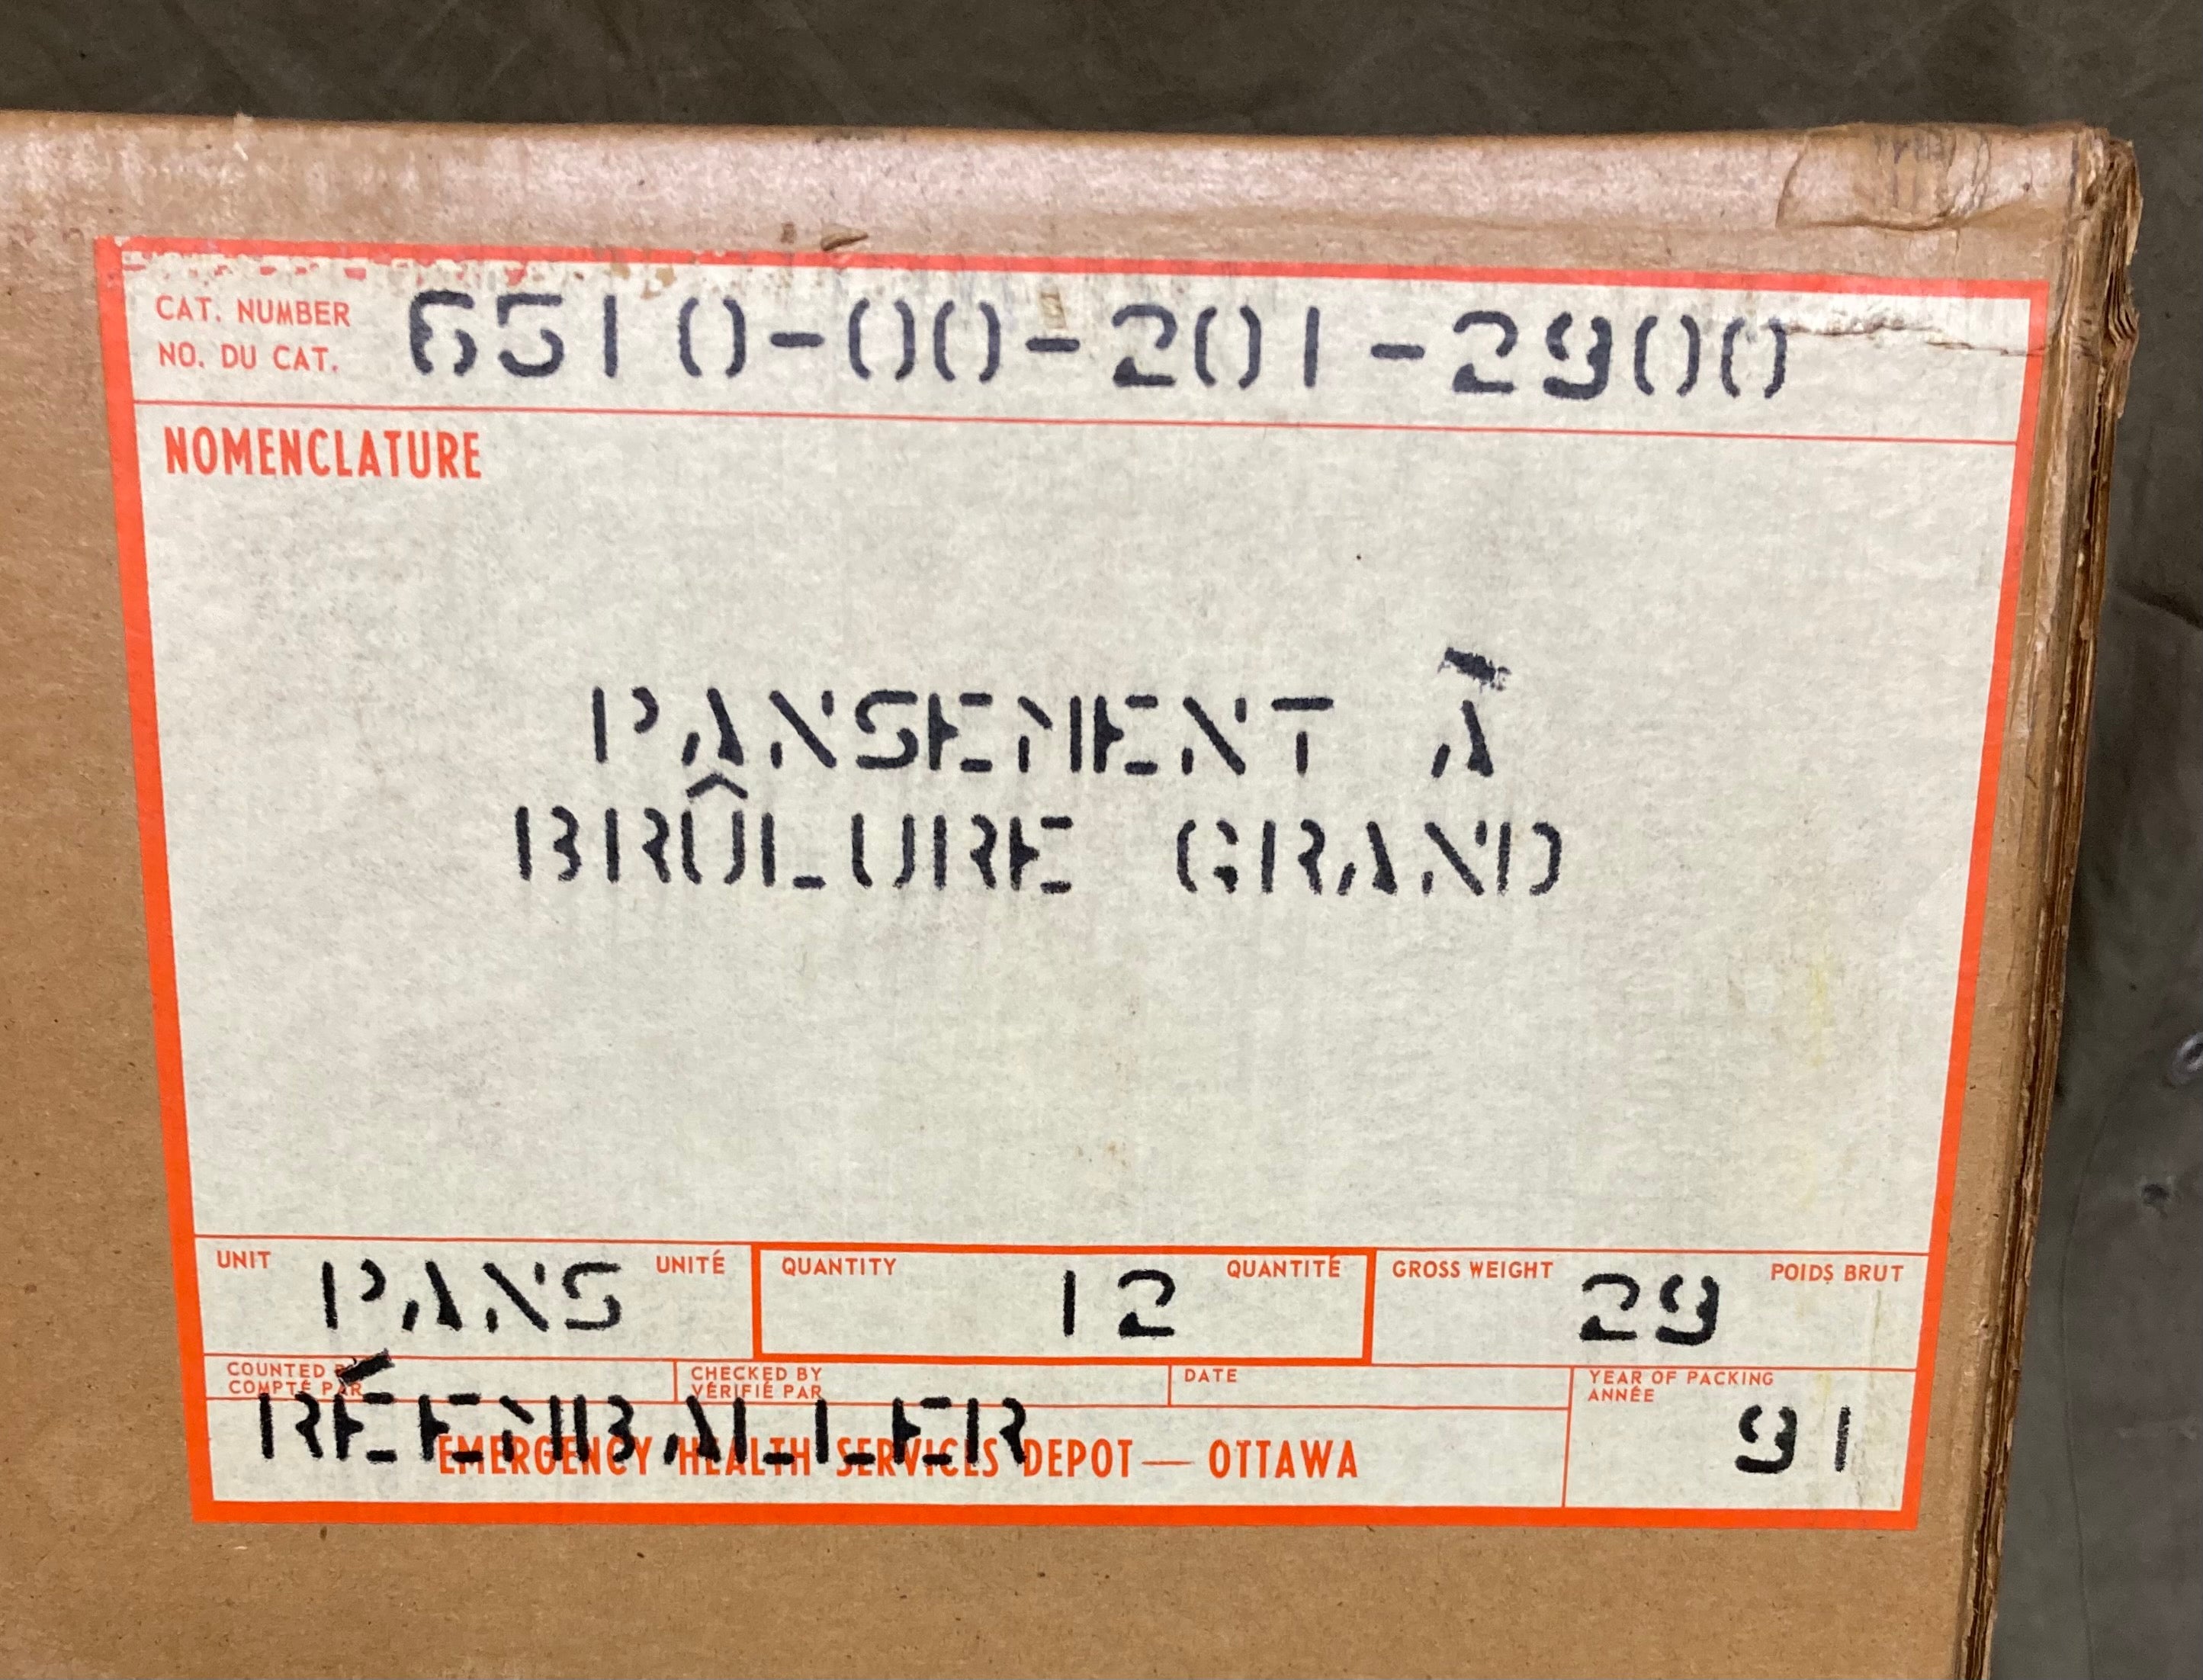 CAT. NUMBER
NO. DU CAT.
6510-00-201-2900
NOMENCLATURE
PANSEMENT À
BRÛLURE GRAND
UNIT PANS UNITÉ
QUANTITY 12 QUANTITÉ
GROSS WEIGHT 29 POIDS BRUT
COUNTED BY
COMPTÉ PAR
CHECKED BY
VÉRIFIÉ PAR
DATE
YEAR OF PACKING
ANNÉE
91
RÉEMBALLER
EMERGENCY HEALTH SERVICES DEPOT — OTTAWA